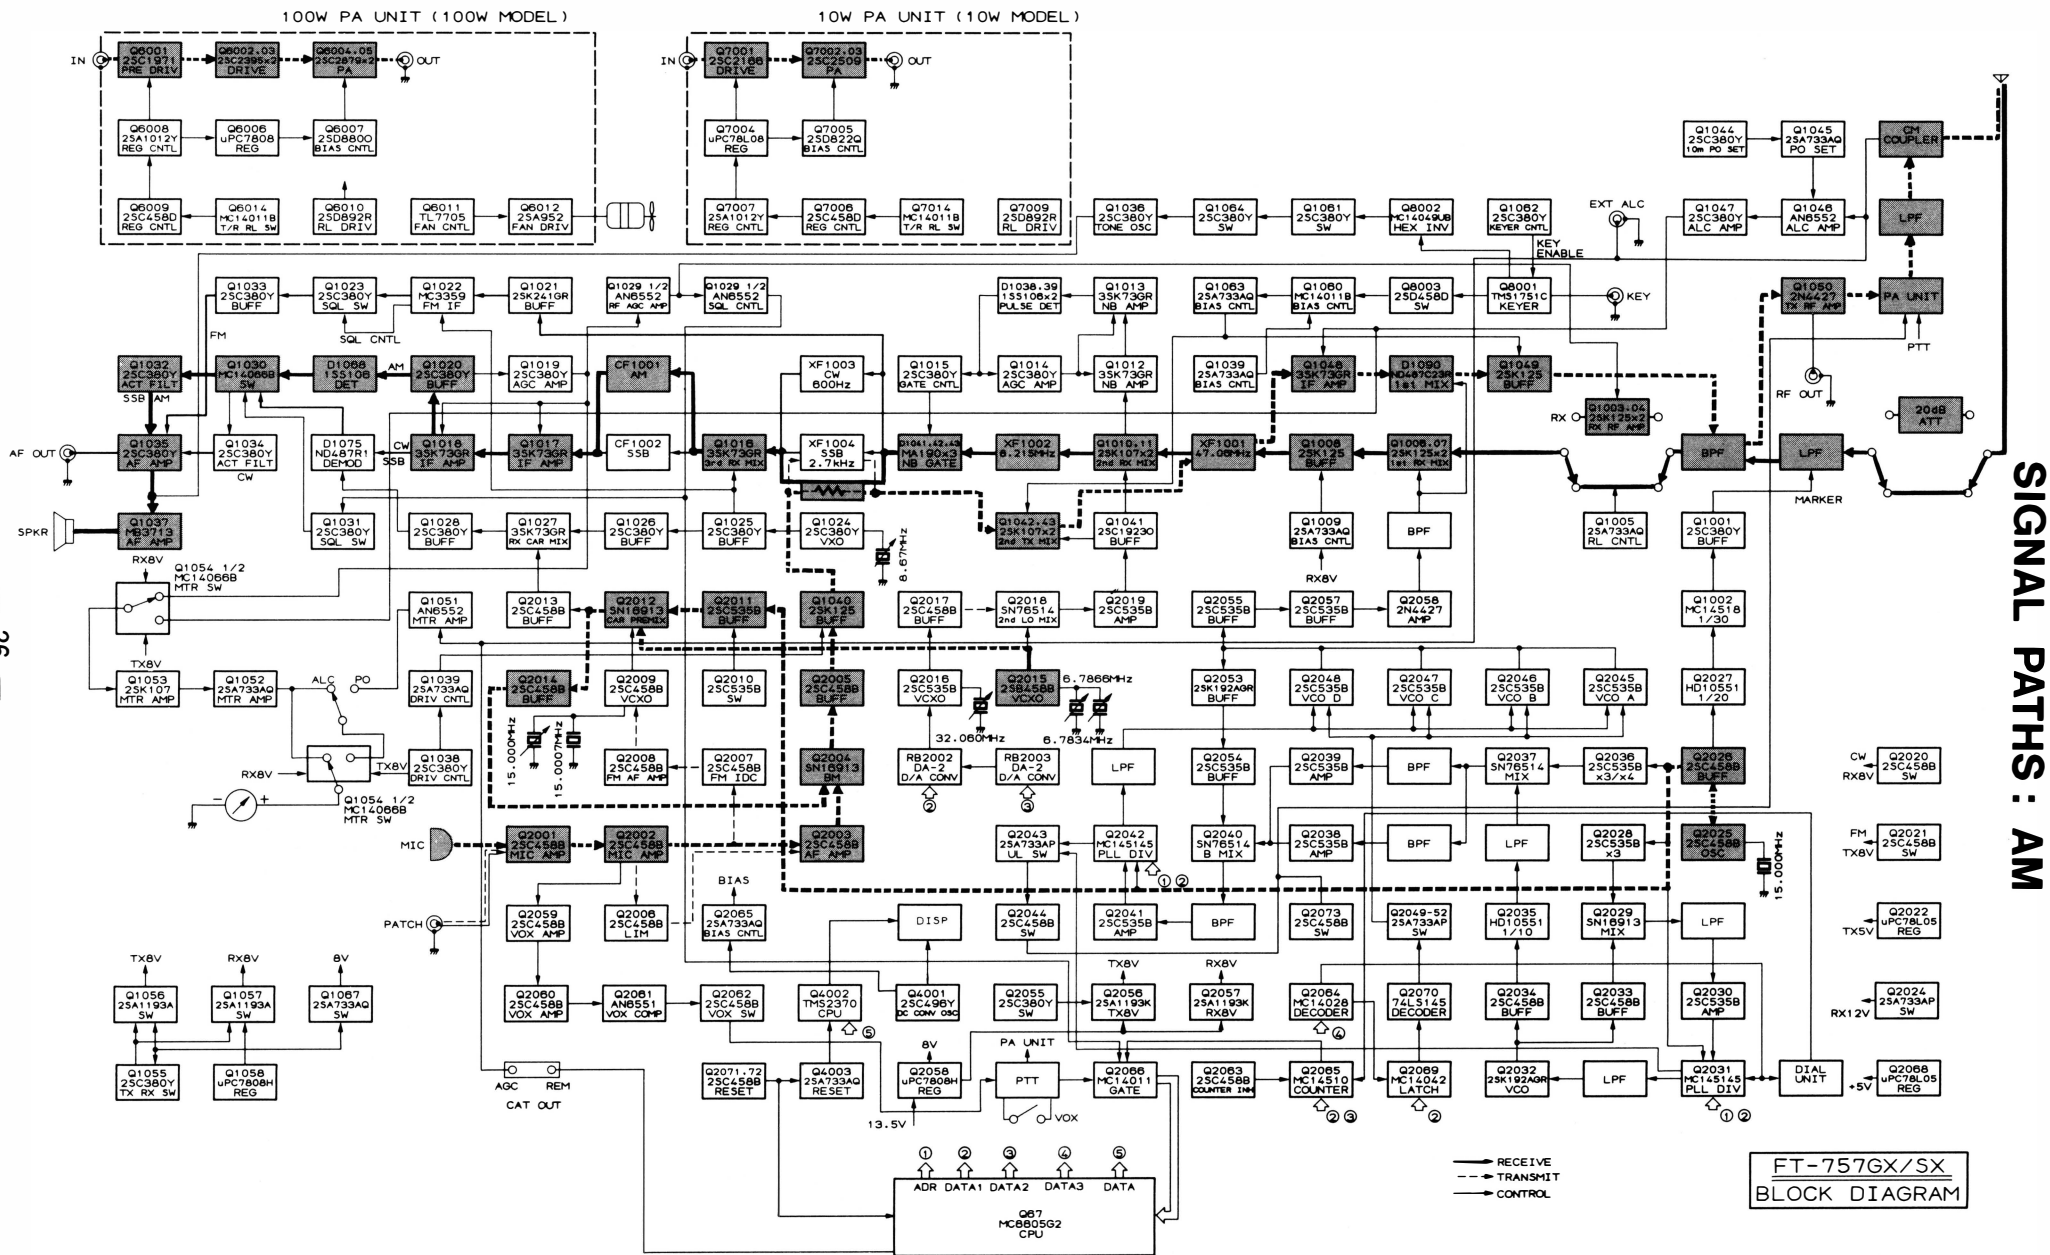 100W PA UNIT (100W MODEL)
10W PA UNIT (10W MODEL)
IN
Q6001
2SC1971
PRE DRIV
Q6002.03
2SC2395x2
DRIVE
Q6004.05
2SC2879x2
PA
OUT
IN
Q7001
2SC2166
DRIVE
Q7002.03
2SC2509
PA
OUT
Q6008
2SA1012Y
REG CNTL
Q6006
uPC7808
REG
Q6007
2SD880O
BIAS CNTL
Q7004
uPC78L08
REG
Q7005
2SD822Q
BIAS CNTL
Q1044
2SC380Y
10m PO SET
Q1045
2SA733AQ
PO SET
CM
COUPLER
Q6009
2SC458D
REG CNTL
Q6014
MC14011B
T/R RL SW
Q6010
2SD892R
RL DRIV
Q6011
TL7705
FAN CNTL
Q6012
2SA952
FAN DRIV
Q7007
2SA1012Y
REG CNTL
Q7006
2SC458D
REG CNTL
Q7014
MC14011B
T/R RL SW
Q7009
2SD892R
RL DRIV
Q1036
2SC380Y
TONE OSC
Q1064
2SC380Y
SW
Q1061
2SC380Y
SW
Q8002
MC14049UB
HEX INV
Q1062
2SC380Y
KEYER CNTL
KEY
ENABLE
EXT ALC
Q1047
2SC380Y
ALC AMP
Q1046
AN6552
ALC AMP
LPF
Q1033
2SC380Y
BUFF
Q1023
2SC380Y
SQL SW
Q1022
MC3359
FM IF
Q1021
2SK241GR
BUFF
Q1029 1/2
AN6552
RF AGC AMP
Q1029 1/2
AN6552
SQL CNTL
D1038.39
1SS106x2
PULSE DET
Q1013
3SK73GR
NB AMP
Q1063
2SA733AQ
BIAS CNTL
Q1060
MC14011B
BIAS CNTL
Q8003
2SD458D
SW
Q8001
TMS1751C
KEYER
KEY
Q1050
2N4427
TX RF AMP
PA UNIT
FM
SQL CNTL
PTT
Q1032
2SC380Y
ACT FILT
Q1030
MC14066B
SW
D1068
1SS106
DET
AM
Q1020
2SC380Y
BUFF
Q1019
2SC380Y
AGC AMP
CF1001
AM
XF1003
CW
600Hz
Q1015
2SC380Y
GATE CNTL
Q1014
2SC380Y
AGC AMP
Q1012
3SK73GR
NB AMP
Q1039
2SA733AQ
BIAS CNTL
Q1048
3SK73GR
IF AMP
D1090
ND487C23R
1st MIX
Q1049
2SK125
BUFF
RF OUT
SSB AM
RX
Q1003.04
2SK125x2
RX RF AMP
20dB
ATT
AF OUT
Q1035
2SC380Y
AF AMP
Q1034
2SC380Y
ACT FILT
CW
D1075
ND487R1
DEMOD
CW
SSB
Q1018
3SK73GR
IF AMP
Q1017
3SK73GR
IF AMP
CF1002
SSB
Q1016
3SK73GR
3rd RX MIX
XF1004
SSB
2.7kHz
D1041.42.43
MA190x3
NB GATE
XF1002
8.215MHz
Q1010.11
2SK107x2
2nd RX MIX
XF1001
47.06MHz
Q1008
2SK125
BUFF
Q1006.07
2SK125x2
1st RX MIX
BPF
LPF
MARKER
SPKR
Q1037
MB3713
AF AMP
Q1031
2SC380Y
SQL SW
Q1028
2SC380Y
BUFF
Q1027
3SK73GR
RX CAR MIX
Q1026
2SC380Y
BUFF
Q1025
2SC380Y
BUFF
Q1024
2SC380Y
VXO
8.67MHz
Q1042.43
2SK107x2
2nd TX MIX
Q1041
2SC1923O
BUFF
Q1009
2SA733AQ
BIAS CNTL
RX8V
BPF
Q1005
2SA733AQ
RL CNTL
Q1001
2SC380Y
BUFF
RX8V
Q1054 1/2
MC14066B
MTR SW
TX8V
Q1051
AN6552
MTR AMP
Q2013
2SC458B
BUFF
Q2012
SN16913
CAR PREMIX
Q2011
2SC535B
BUFF
Q1040
2SK125
BUFF
Q2017
2SC458B
BUFF
Q2018
SN76514
2nd LO MIX
Q2019
2SC535B
AMP
Q2055
2SC535B
BUFF
Q2057
2SC535B
BUFF
Q2058
2N4427
AMP
Q1002
MC14518
1/30
Q1053
2SK107
MTR AMP
Q1052
2SA733AQ
MTR AMP
ALC
PO
Q1039
2SA733AQ
DRIV CNTL
Q2014
2SC458B
BUFF
Q2009
2SC458B
VCXO
Q2010
2SC535B
SW
Q2005
2SC458B
BUFF
Q2016
2SC535B
VCXO
Q2015
2SB458B
VCXO
6.7866MHz
32.060MHz
6.7834MHz
Q2053
2SK192AGR
BUFF
Q2048
2SC535B
VCO D
Q2047
2SC535B
VCO C
Q2046
2SC535B
VCO B
Q2045
2SC535B
VCO A
Q2027
HD10551
1/20
15.000MHz
15.0007MHz
RX8V
TX8V
Q1038
2SC380Y
DRIV CNTL
Q2008
2SC458B
FM AF AMP
Q2007
2SC458B
FM IDC
Q2004
SN16913
BM
RB2002
DA-2
D/A CONV
②
RB2003
DA-2
D/A CONV
③
LPF
Q2054
2SC535B
BUFF
Q2039
2SC535B
AMP
BPF
Q2037
SN76514
MIX
Q2036
2SC535B
x3/x4
Q2026
2SC458B
BUFF
CW
RX8V
Q2020
2SC458B
SW
Q1054 1/2
MC14066B
MTR SW
MIC
Q2001
2SC458B
MIC AMP
Q2002
2SC458B
MIC AMP
Q2003
2SC458B
AF AMP
Q2043
2SA733AP
UL SW
Q2042
MC145145
PLL DIV
① ②
Q2040
SN76514
B MIX
Q2038
2SC535B
AMP
BPF
LPF
Q2028
2SC535B
x3
Q2025
2SC458B
OSC
15.000MHz
FM
TX8V
Q2021
2SC458B
SW
PATCH
Q2059
2SC458B
VOX AMP
Q2006
2SC458B
LIM
BIAS
Q2065
2SA733AQ
BIAS CNTL
DISP
Q2044
2SC458B
SW
Q2041
2SC535B
AMP
BPF
Q2073
2SC458B
SW
Q2049-52
2SA733AP
SW
Q2035
HD10551
1/10
Q2029
SN16913
MIX
LPF
TX5V
Q2022
uPC78L05
REG
TX8V
Q1056
2SA1193A
SW
RX8V
Q1057
2SA1193A
SW
8V
Q1067
2SA733AQ
SW
Q2060
2SC458B
VOX AMP
Q2061
AN6551
VOX COMP
Q2062
2SC458B
VOX SW
Q4002
TMS2370
CPU
⑤
Q4001
2SC496Y
DC CONV OSC
Q2055
2SC380Y
SW
TX8V
Q2056
2SA1193K
TX8V
RX8V
Q2057
2SA1193K
RX8V
Q2064
MC14028
DECODER
④
Q2070
74LS145
DECODER
Q2034
2SC458B
BUFF
Q2033
2SC458B
BUFF
Q2030
2SC535B
AMP
RX12V
Q2024
2SA733AP
SW
Q1055
2SC380Y
TX RX SW
Q1058
uPC7808H
REG
AGC
REM
CAT OUT
Q2071.72
2SC458B
RESET
Q4003
2SA733AQ
RESET
8V
Q2058
uPC7808H
REG
13.5V
PA UNIT
PTT
VOX
Q2066
MC14011
GATE
Q2063
2SC458B
COUNTER INH
Q2065
MC14510
COUNTER
② ③
Q2069
MC14042
LATCH
②
Q2032
2SK192AGR
VCO
LPF
Q2031
MC145145
PLL DIV
① ②
DIAL
UNIT
+5V
Q2068
uPC78L05
REG
① ② ③ ④ ⑤
ADR DATA1 DATA2 DATA3 DATA
Q67
MC6805G2
CPU
RECEIVE
TRANSMIT
CONTROL
FT-757GX/SX
BLOCK DIAGRAM
SIGNAL PATHS: AM